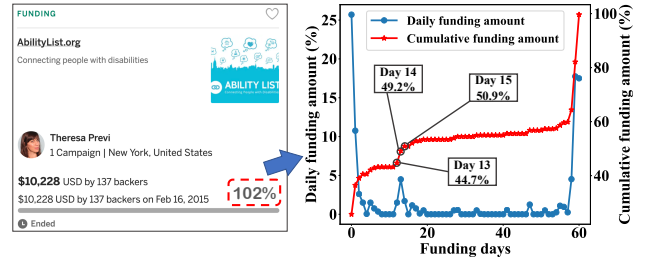 FUNDING
AbilityList.org
Connecting people with disabilities
ABILITY LIST
Theresa Previ
1 Campaign | New York, United States
$10,228 USD by 137 backers
$10,228 USD by 137 backers on Feb 16, 2015
102%
Ended
Daily funding amount (%)
25
20
15
10
5
0
Daily funding amount
Cumulative funding amount
Day 14
49.2%
Day 15
50.9%
Day 13
44.7%
100
80
60
40
Cumulative funding amount (%)
0
20
40
60
Funding days